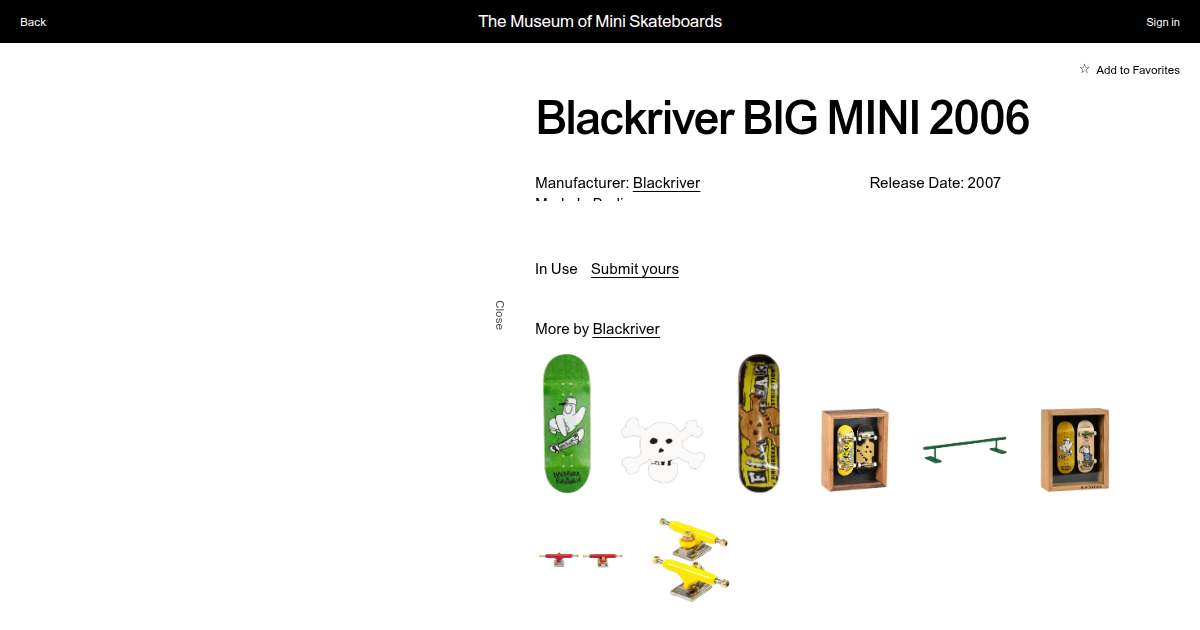 Back
The Museum of Mini Skateboards
Sign in
☆ Add to Favorites
Blackriver BIG MINI 2006
Manufacturer: Blackriver
Release Date: 2007
In Use Submit yours
Close
More by Blackriver